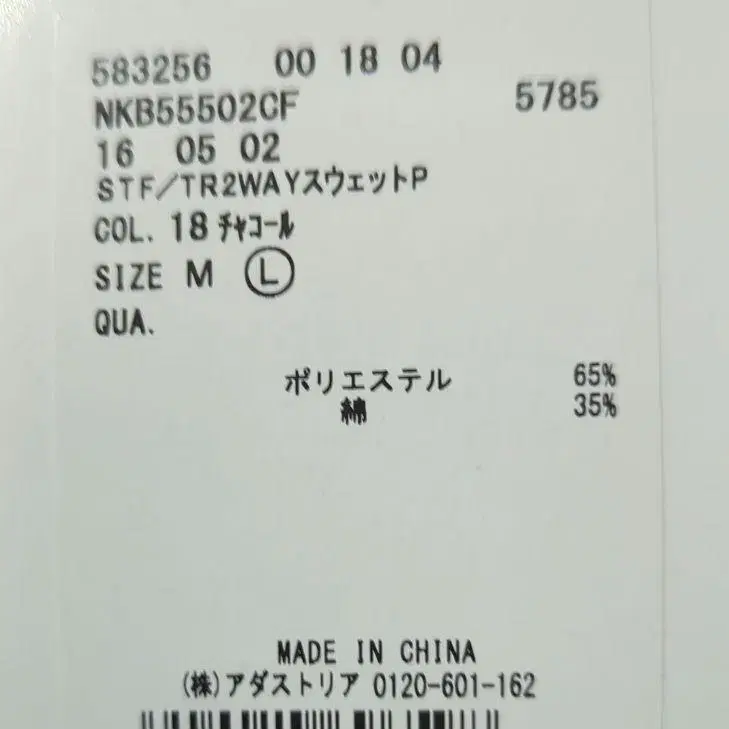 583256 00 18 04
NKB55502CF 5785
16 05 02
STF/TR2WAYスウェットP
COL. 18 チャコール
SIZE M Ⓛ
QUA.
ポリエステル 65%
綿 35%
MADE IN CHINA
(株)アダストリア 0120-601-162